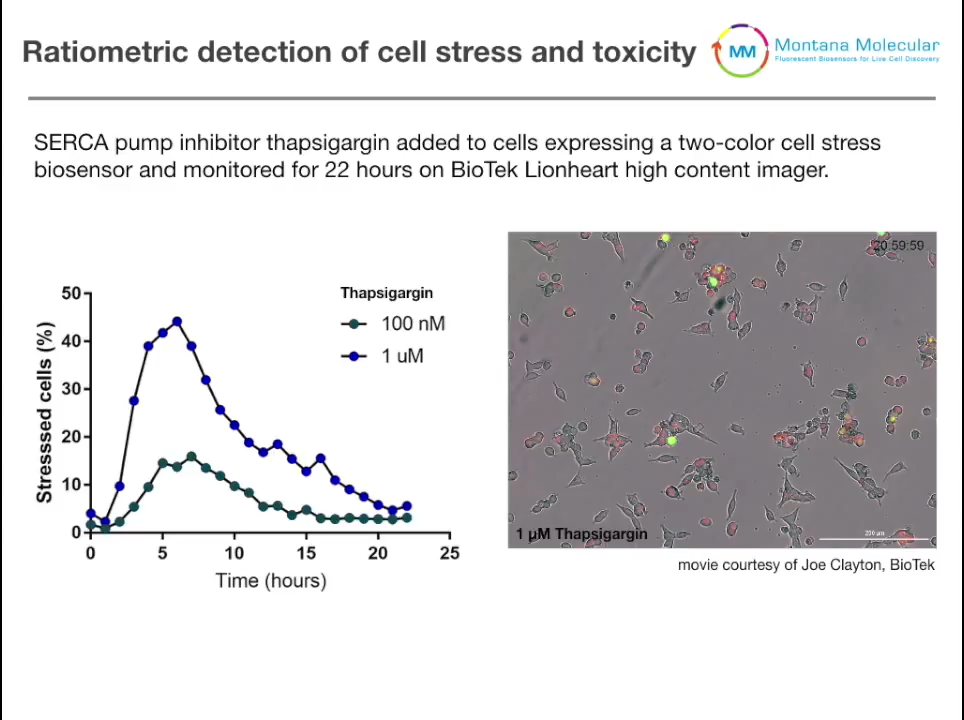 Ratiometric detection of cell stress and toxicity
MM
Montana Molecular
Fluorescent Biosensors for Live Cell Discovery
SERCA pump inhibitor thapsigargin added to cells expressing a two-color cell stress
biosensor and monitored for 22 hours on BioTek Lionheart high content imager.
Thapsigargin
100 nM
1 uM
Stresssed cells (%)
50
40
30
20
10
0
0 5 10 15 20 25
Time (hours)
20:59:59
1 µM Thapsigargin
200 µm
movie courtesy of Joe Clayton, BioTek